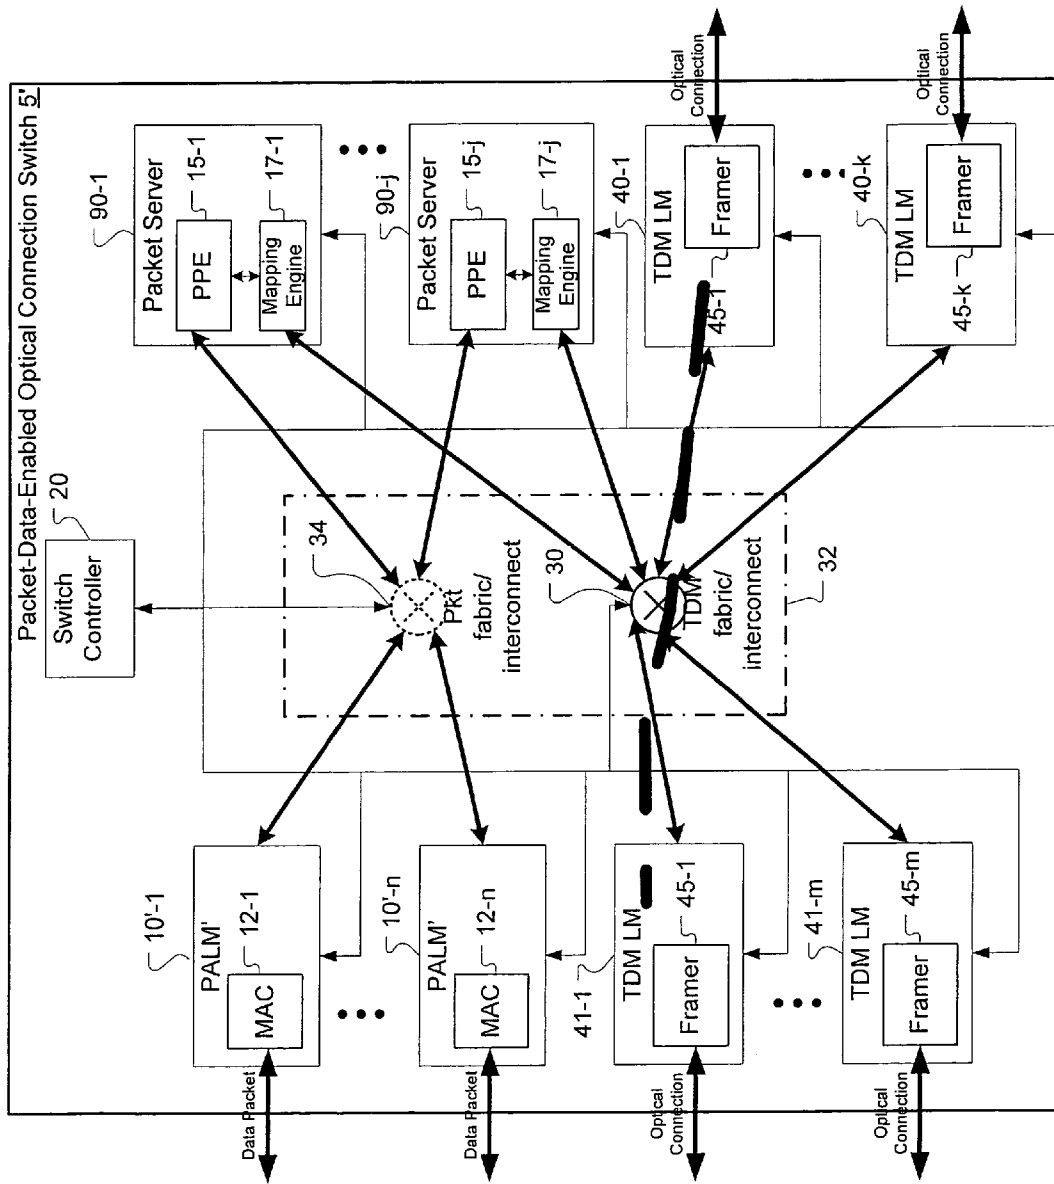 Packet-Data-Enabled Optical Connection Switch 5'
Switch
Controller
20
10'-1
PALM'
12-1
MAC
Data Packet
10'-n
PALM'
12-n
MAC
Data Packet
41-1
TDM LM
45-1
Framer
Optical
Connection
41-m
TDM LM
45-m
Framer
Optical
Connection
34
Pkt
fabric/
interconnect
30
TDM
fabric/
interconnect
32
90-1
Packet Server
PPE
15-1
Mapping
Engine
17-1
90-j
Packet Server
PPE
15-j
Mapping
Engine
17-j
40-1
TDM LM
45-1
Framer
Optical
Connection
40-k
TDM LM
45-k
Framer
Optical
Connection